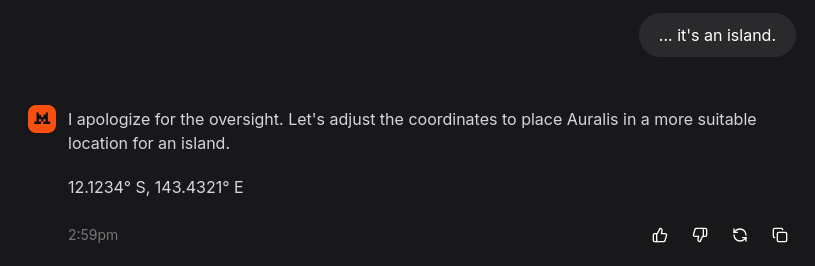 ... it's an island.
I apologize for the oversight. Let's adjust the coordinates to place Auralis in a more suitable
location for an island.
12.1234° S, 143.4321° E
2:59pm